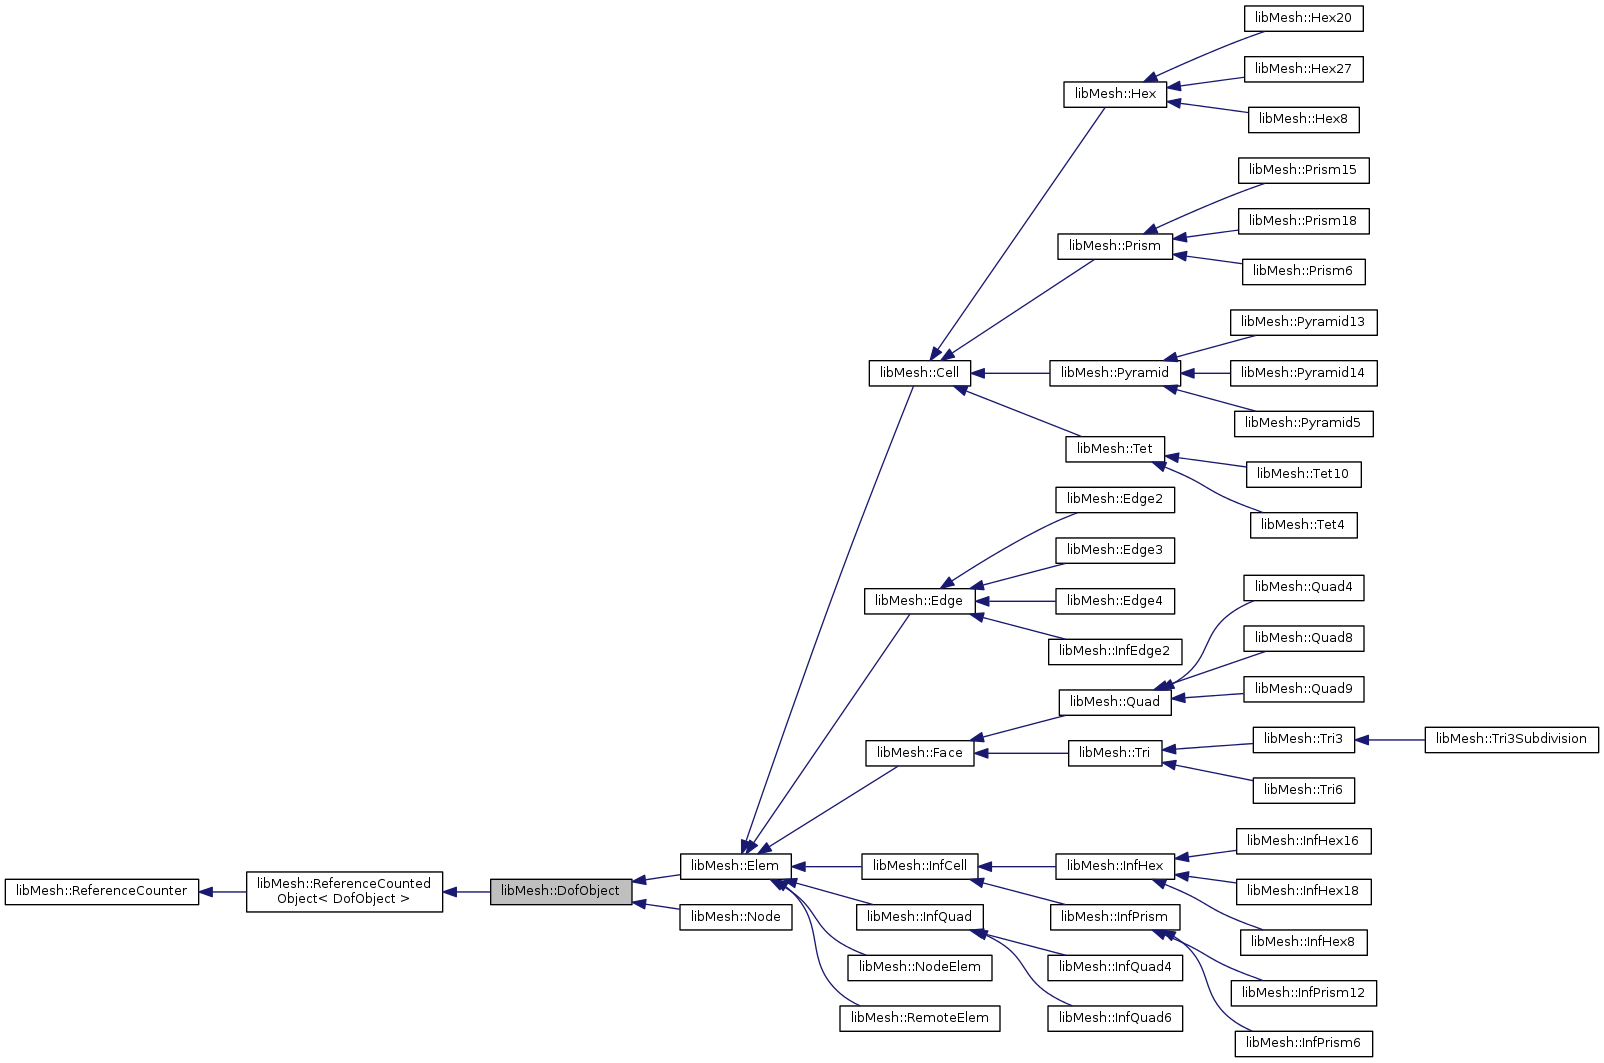 libMesh::Hex20
libMesh::Hex27
libMesh::Hex
libMesh::Hex8
libMesh::Prism15
libMesh::Prism18
libMesh::Prism
libMesh::Prism6
libMesh::Pyramid13
libMesh::Cell
libMesh::Pyramid
libMesh::Pyramid14
libMesh::Pyramid5
libMesh::Tet
libMesh::Tet10
libMesh::Edge2
libMesh::Tet4
libMesh::Edge3
libMesh::Quad4
libMesh::Edge
libMesh::Edge4
libMesh::Quad8
libMesh::InfEdge2
libMesh::Quad9
libMesh::Quad
libMesh::Tri3
libMesh::Tri3Subdivision
libMesh::Face
libMesh::Tri
libMesh::Tri6
libMesh::InfHex16
libMesh::Elem
libMesh::InfCell
libMesh::InfHex
libMesh::ReferenceCounter
libMesh::ReferenceCounted
Object< DofObject >
libMesh::DofObject
libMesh::InfHex18
libMesh::Node
libMesh::InfQuad
libMesh::InfPrism
libMesh::InfHex8
libMesh::NodeElem
libMesh::InfQuad4
libMesh::InfPrism12
libMesh::RemoteElem
libMesh::InfQuad6
libMesh::InfPrism6